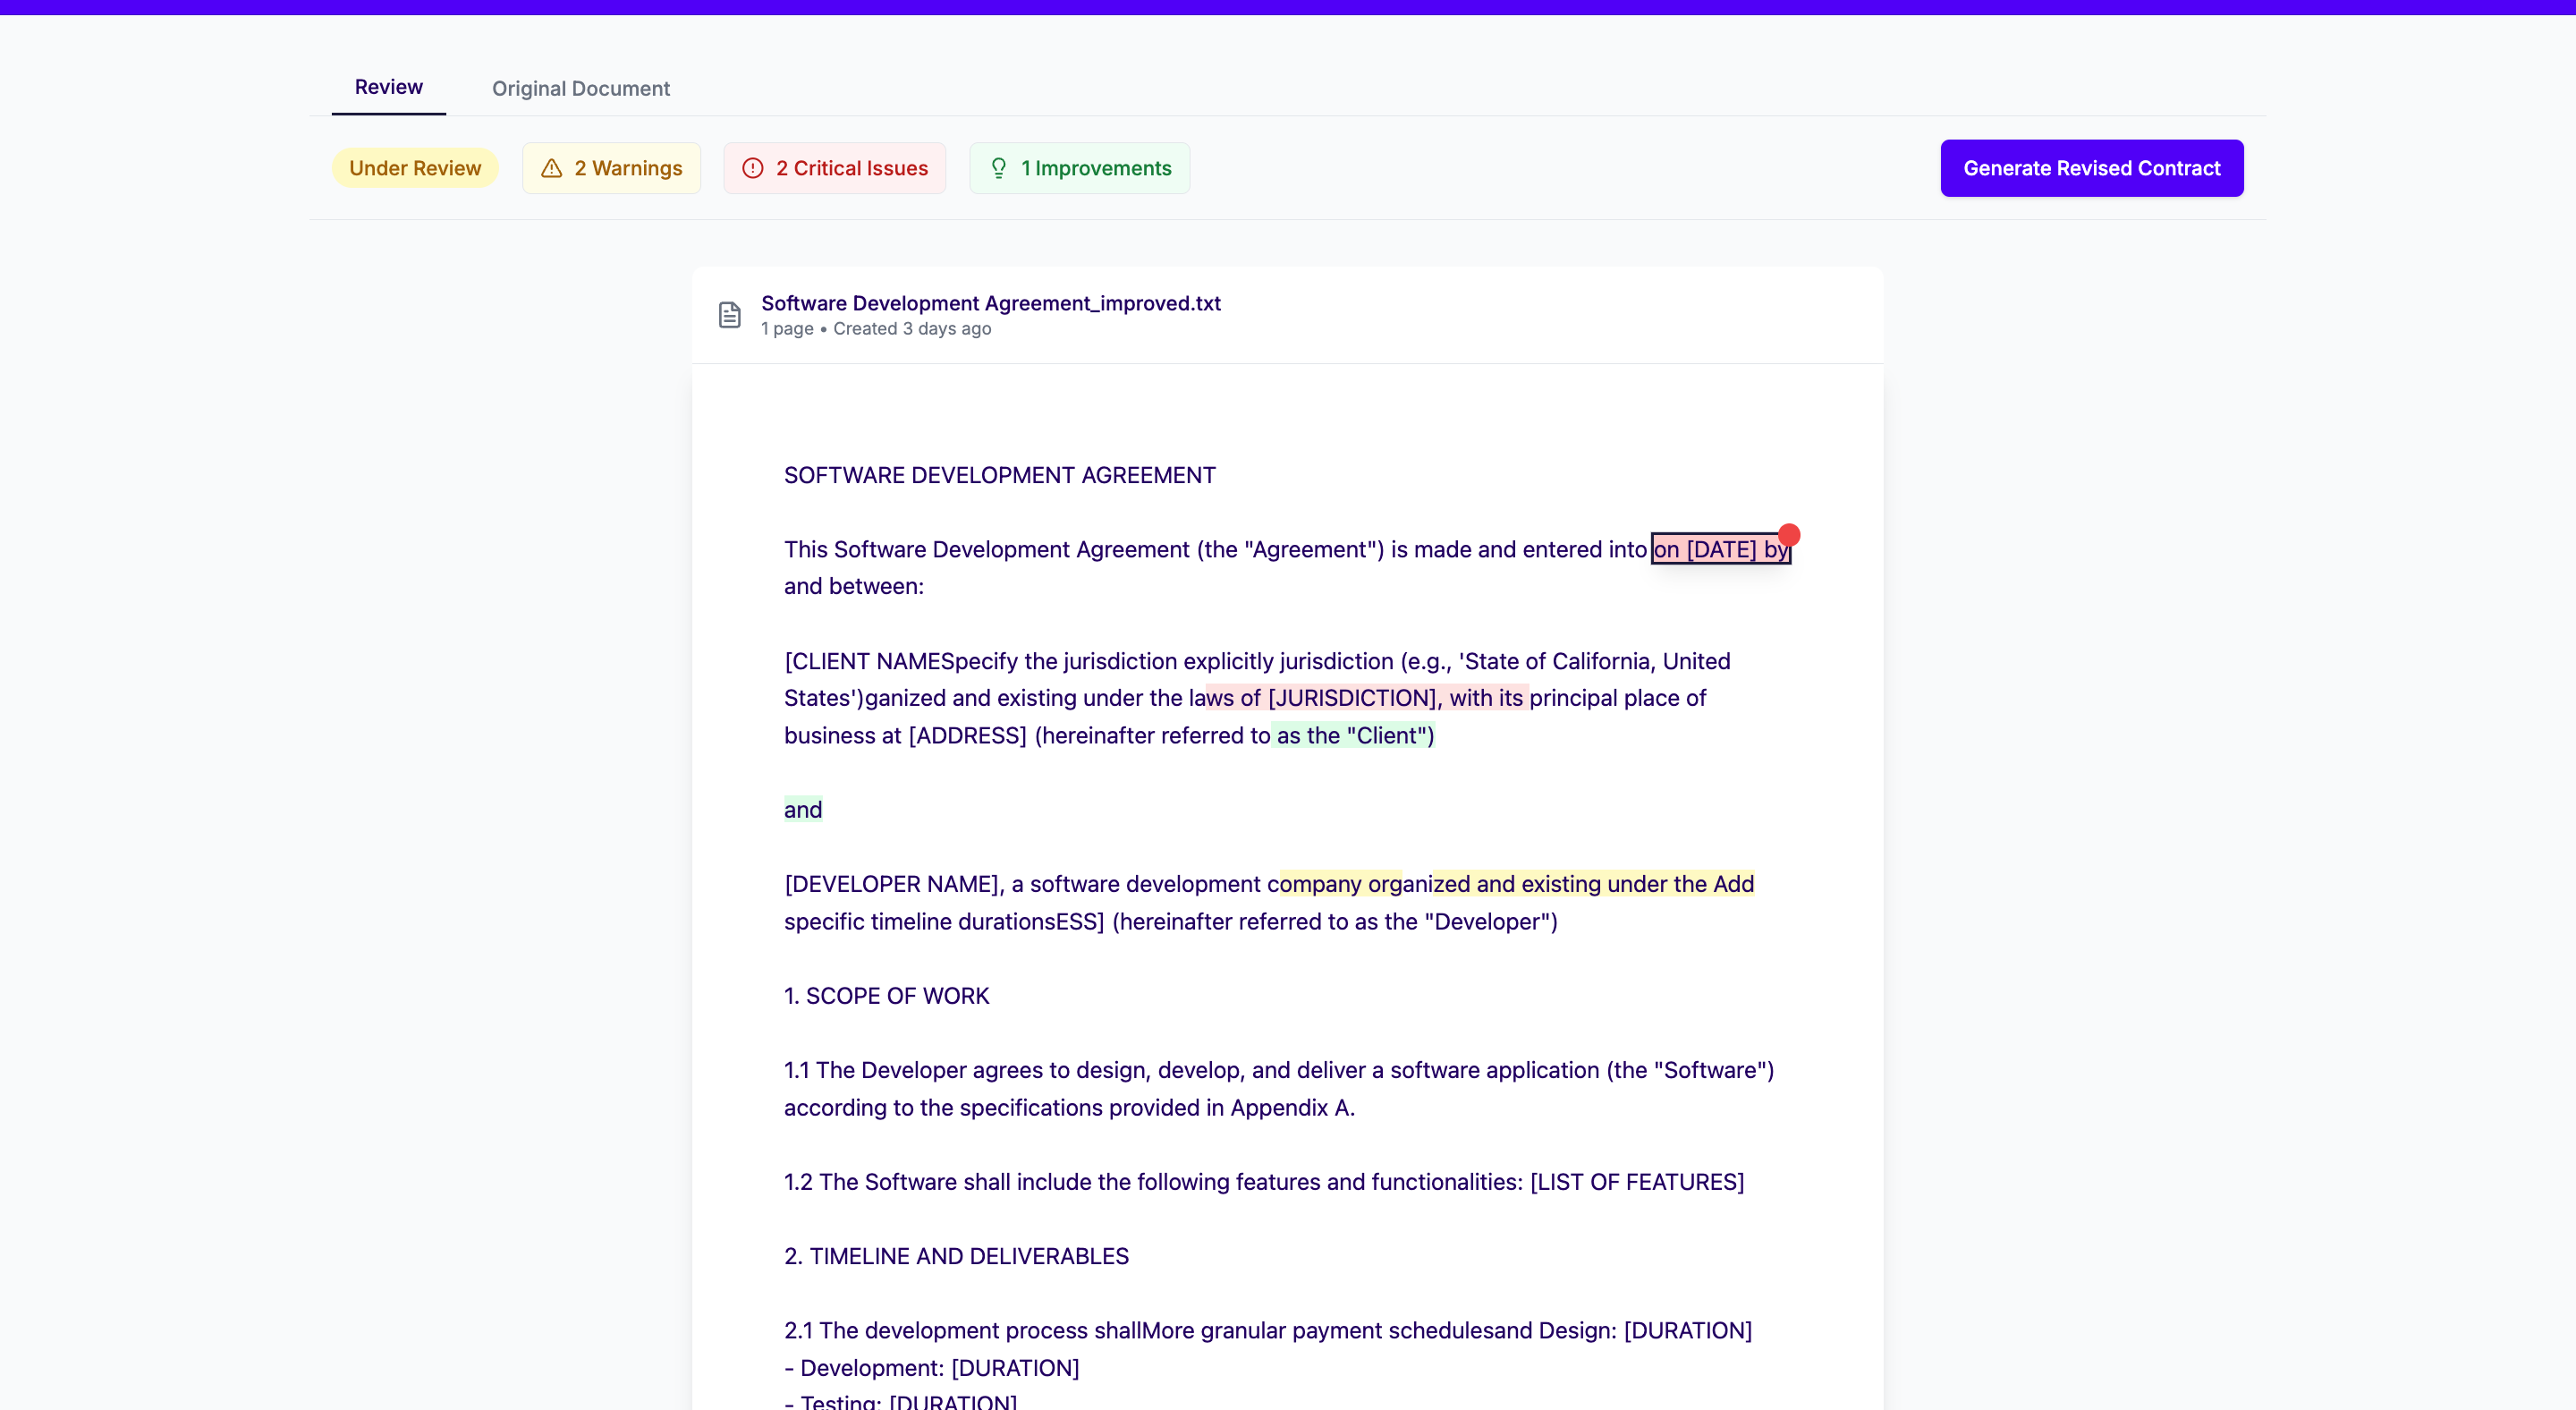 Review
Original Document
Under Review
2 Warnings
2 Critical Issues
1 Improvements
Generate Revised Contract
Software Development Agreement_improved.txt
1 page • Created 3 days ago
SOFTWARE DEVELOPMENT AGREEMENT
This Software Development Agreement (the "Agreement") is made and entered into on [DATE] by
and between:
[CLIENT NAMESpecify the jurisdiction explicitly jurisdiction (e.g., 'State of California, United
States')ganized and existing under the laws of [JURISDICTION], with its principal place of
business at [ADDRESS] (hereinafter referred to as the "Client")
and
[DEVELOPER NAME], a software development company organized and existing under the Add
specific timeline durationsESS] (hereinafter referred to as the "Developer")
1. SCOPE OF WORK
1.1 The Developer agrees to design, develop, and deliver a software application (the "Software")
according to the specifications provided in Appendix A.
1.2 The Software shall include the following features and functionalities: [LIST OF FEATURES]
2. TIMELINE AND DELIVERABLES
2.1 The development process shallMore granular payment schedulesand Design: [DURATION]
- Development: [DURATION]
- Testing: [DURATION]